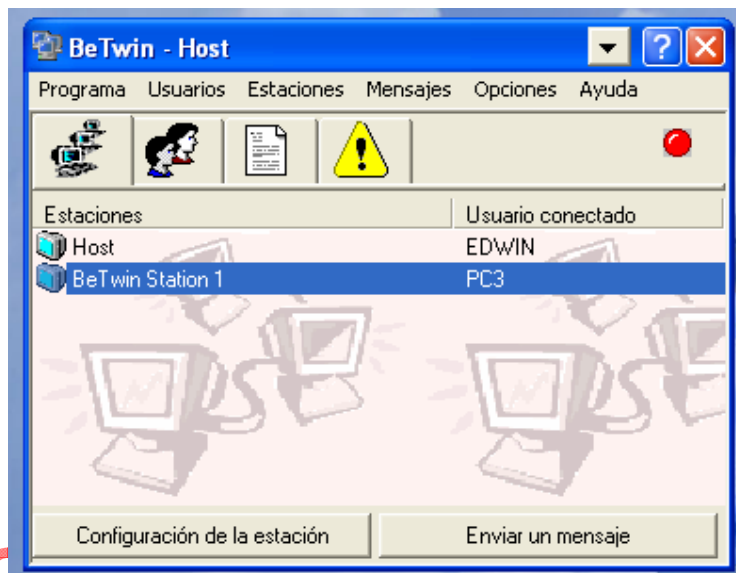 BeTwin - Host
Programa Usuarios Estaciones Mensajes Opciones Ayuda
Estaciones Usuario conectado
Host EDWIN
BeTwin Station 1 PC3
Configuración de la estación Enviar un mensaje